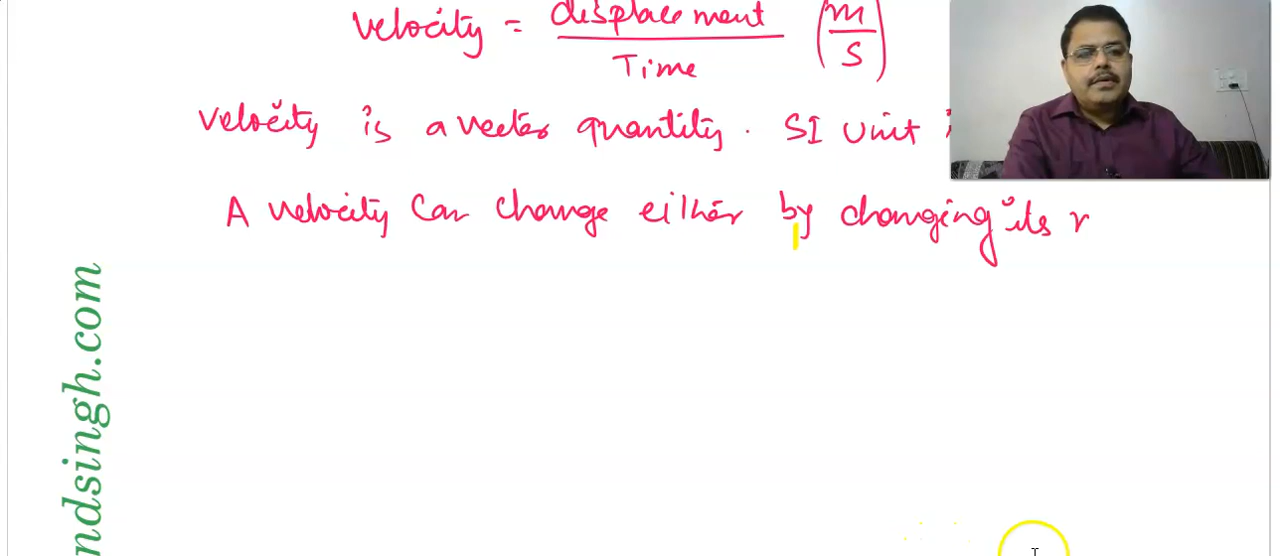 velocity = displacement / Time (m / s)
velocity is a vector quantity. SI Unit
A velocity can change either by changing its
ndsingh.com